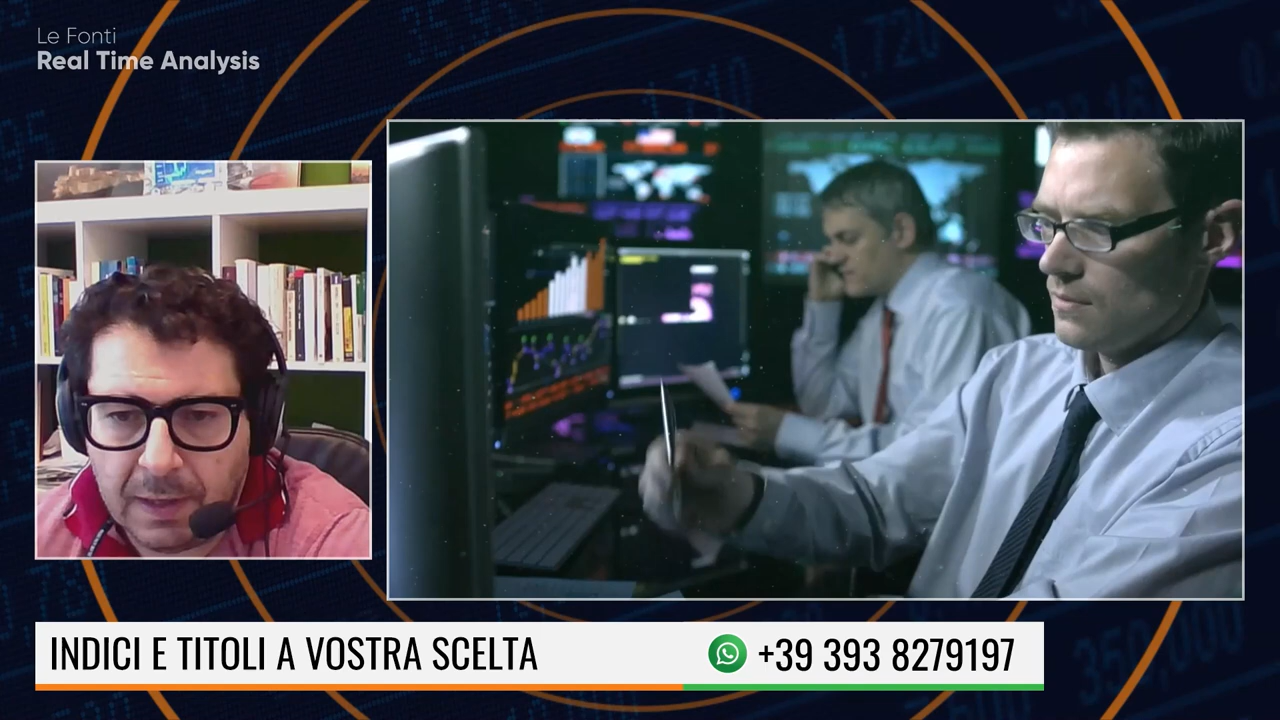 Le Fonti
Real Time Analysis
INDICI E TITOLI A VOSTRA SCELTA
+39 393 8279197